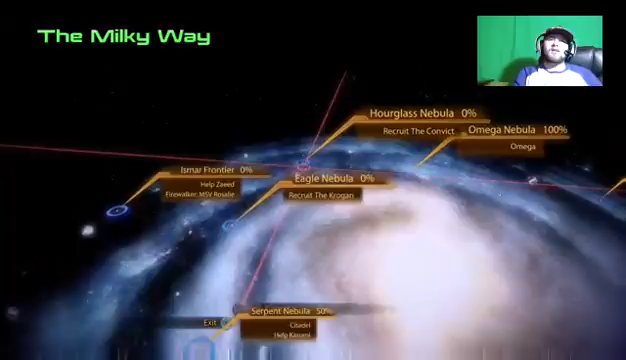 The Milky Way
Hourglass Nebula 0%
Recruit The Convict
Omega Nebula 100%
Omega
Ismar Frontier 0%
Help Zaeed
Firewalker: MSV Rosalie
Eagle Nebula 0%
Recruit The Krogan
Serpent Nebula 50%
Exit
Citadel
Help Kasumi